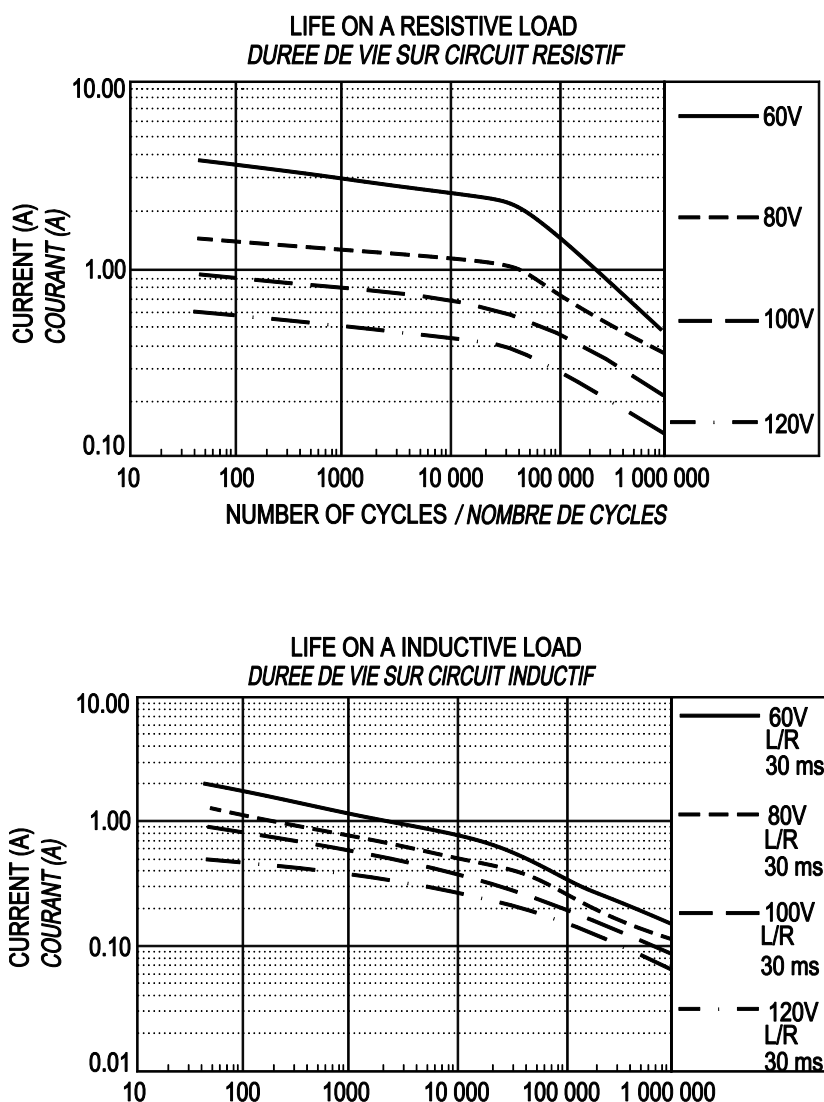 LIFE ON A RESISTIVE LOAD
DUREE DE VIE SUR CIRCUIT RESISTIF
10.00
1.00
0.10
CURRENT (A)
COURANT (A)
10 100 1000 10 000 100 000 1 000 000
NUMBER OF CYCLES / NOMBRE DE CYCLES
60V
80V
100V
120V
LIFE ON A INDUCTIVE LOAD
DUREE DE VIE SUR CIRCUIT INDUCTIF
10.00
1.00
0.10
0.01
CURRENT (A)
COURANT (A)
10 100 1000 10 000 100 000 1 000 000
60V
L/R
30 ms
80V
L/R
30 ms
100V
L/R
30 ms
120V
L/R
30 ms